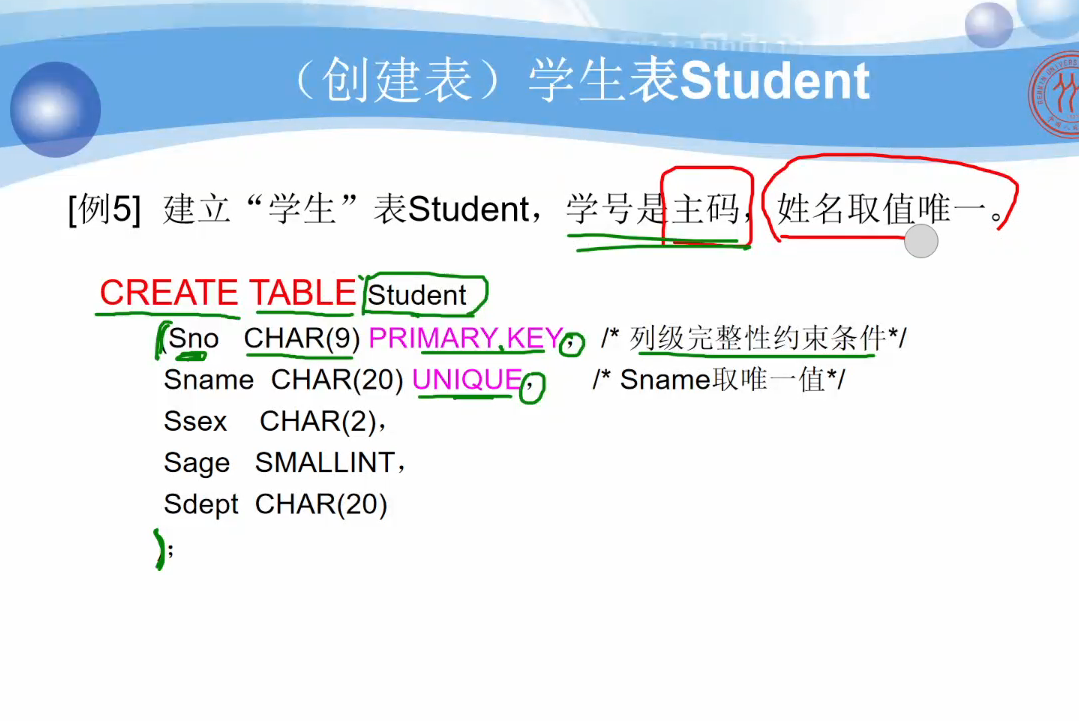 （创建表）学生表Student
[例5] 建立“学生”表Student，学号是主码，姓名取值唯一。
CREATE TABLE Student
(Sno CHAR(9) PRIMARY KEY， /* 列级完整性约束条件*/
Sname CHAR(20) UNIQUE， /* Sname取唯一值*/
Ssex CHAR(2)，
Sage SMALLINT，
Sdept CHAR(20)
)；